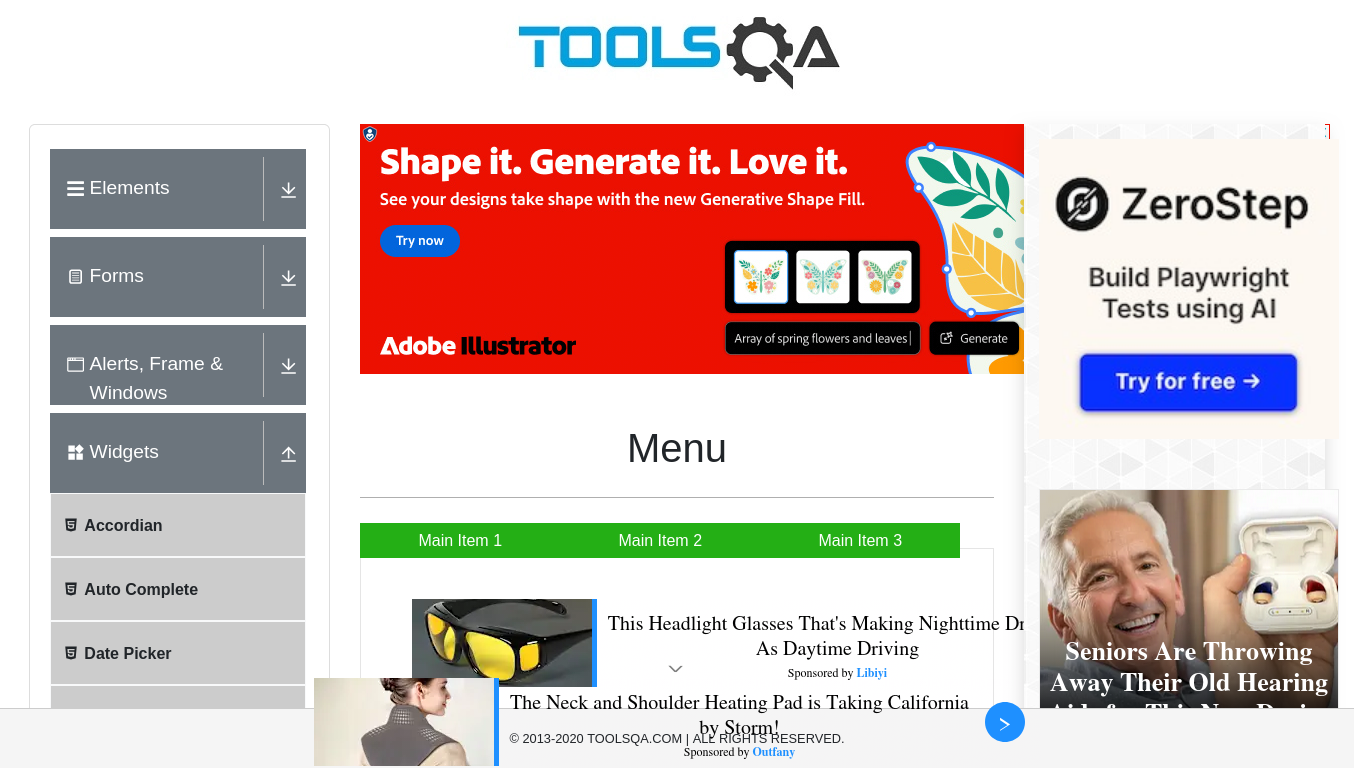 TOOLSQA
Elements
Forms
Alerts, Frame &
Windows
Widgets
Accordian
Auto Complete
Date Picker
Shape it. Generate it. Love it.
See your designs take shape with the new Generative Shape Fill.
Try now
Array of spring flowers and leaves
Generate
Adobe Illustrator
ZeroStep
Build Playwright
Tests using AI
Try for free →
Menu
Main Item 1
Main Item 2
Main Item 3
This Headlight Glasses That's Making Nighttime
As Daytime Driving
Sponsored by Libiyi
The Neck and Shoulder Heating Pad is Taking California
by Storm!
Sponsored by Outfany
Seniors Are Throwing
Away Their Old Hearing
Aids for This New Device
© 2013-2020 TOOLSQA.COM | ALL RIGHTS RESERVED.